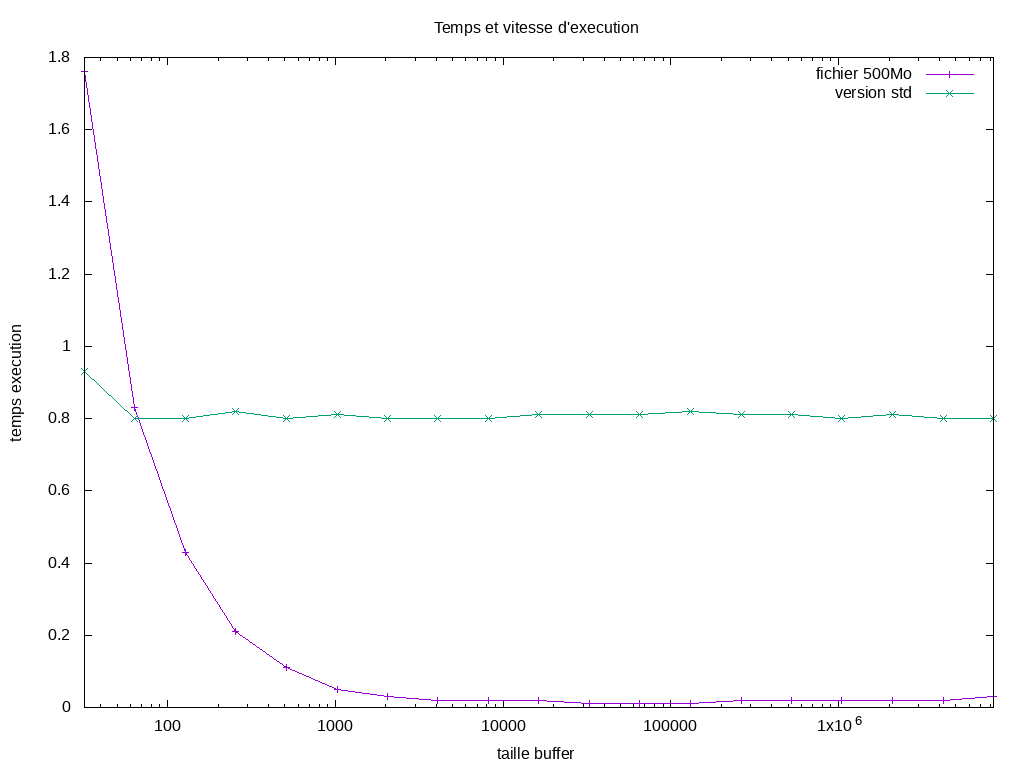 Temps et vitesse d'execution
fichier 500Mo
version std
1.8
1.6
1.4
1.2
1
0.8
0.6
0.4
0.2
0
temps execution
100
1000
10000
100000
1x10 6
taille buffer